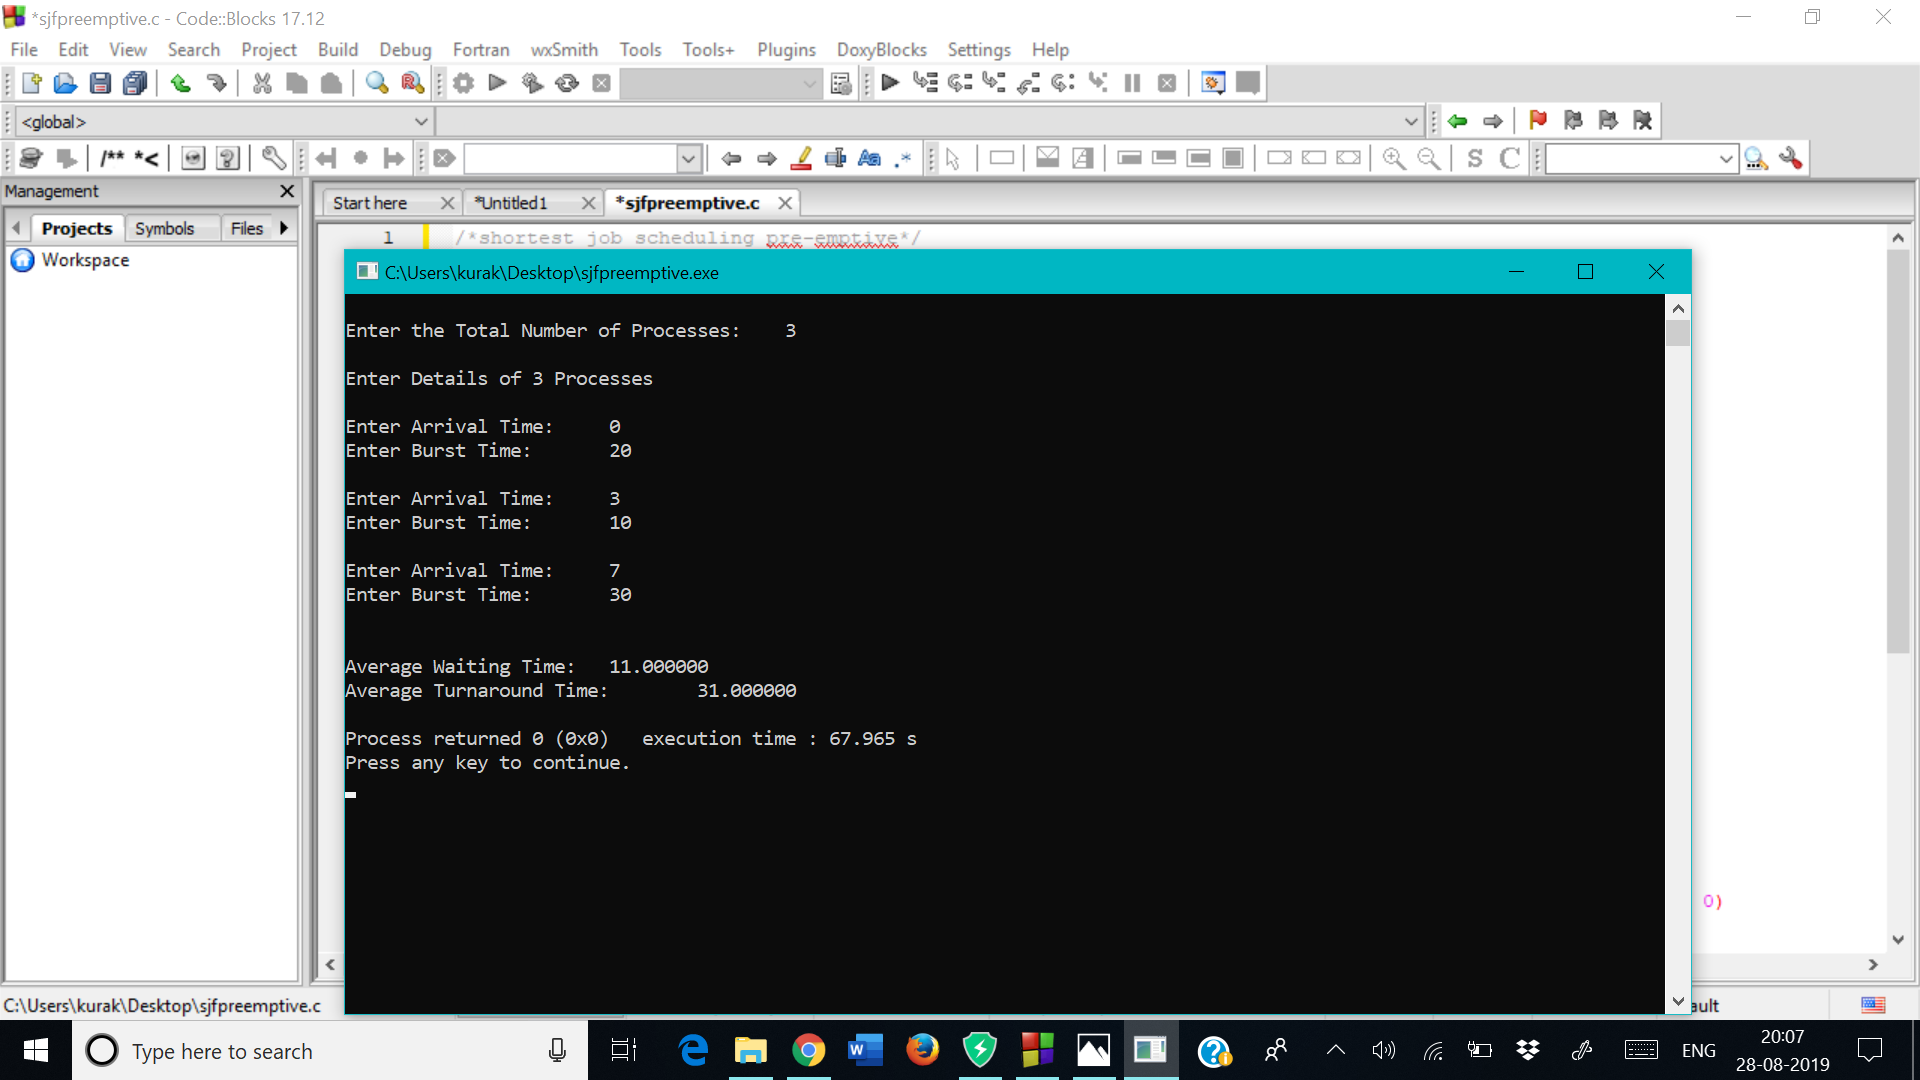 *sjfpreemptive.c - Code::Blocks 17.12
File Edit View Search Project Build Debug Fortran wxSmith Tools Tools+ Plugins DoxyBlocks Settings Help
<global>
/** *<
Aa .*
S C
Management
Start here *Untitled1 *sjfpreemptive.c
Projects Symbols Files
1 /*shortest job scheduling pre-emptive*/
Workspace
C:\Users\kurak\Desktop\sjfpreemptive.exe
Enter the Total Number of Processes: 3
Enter Details of 3 Processes
Enter Arrival Time: 0
Enter Burst Time: 20
Enter Arrival Time: 3
Enter Burst Time: 10
Enter Arrival Time: 7
Enter Burst Time: 30
Average Waiting Time: 11.000000
Average Turnaround Time: 31.000000
Process returned 0 (0x0) execution time : 67.965 s
Press any key to continue.
0)
C:\Users\kurak\Desktop\sjfpreemptive.c
ault
Type here to search
ENG
20:07
28-08-2019